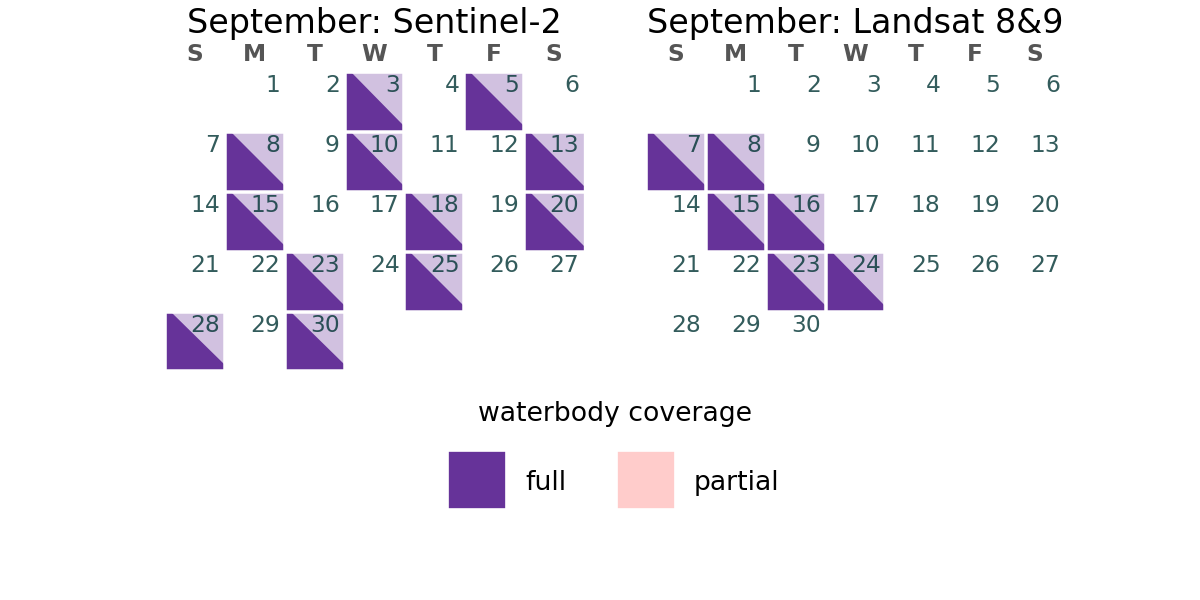 September: Sentinel-2
S M T W T F S
1 2 3 4 5 6
7 8 9 10 11 12 13
14 15 16 17 18 19 20
21 22 23 24 25 26 27
28 29 30
September: Landsat 8&9
S M T W T F S
1 2 3 4 5 6
7 8 9 10 11 12 13
14 15 16 17 18 19 20
21 22 23 24 25 26 27
28 29 30
waterbody coverage
full partial